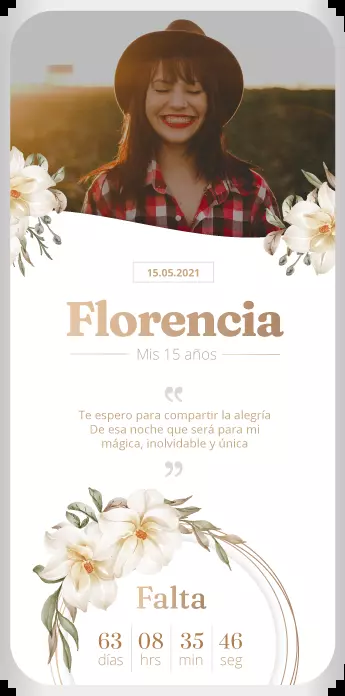 15.05.2021
Florencia
Mis 15 años
“
Te espero para compartir la alegría
De esa noche que será para mi
mágica, inolvidable y única
”
Falta
63 08 35 46
días hrs min seg